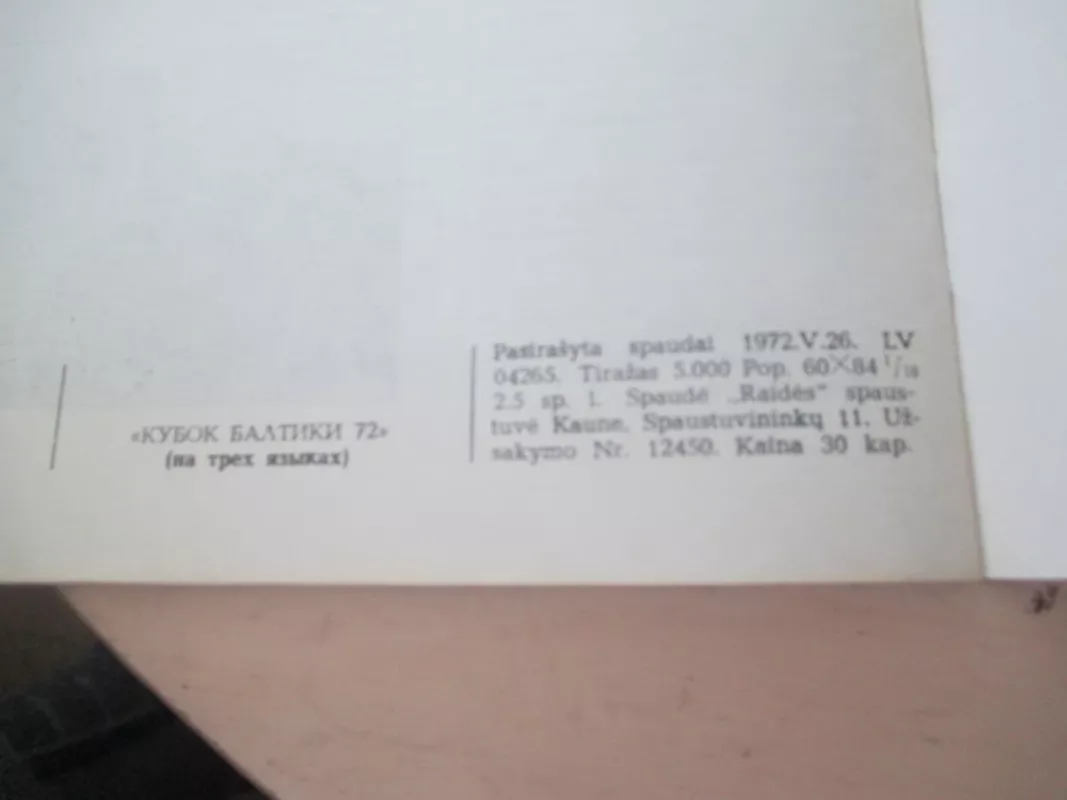 «КУБОК БАЛТИКИ 72»
(на трех языках)
Pasirašyta spaudai 1972.V.26. LV
04265. Tiražas 5.000 Pop. 60×84 1/16
2.5 sp. l. Spaudė „Raidės“ spaus-
tuvė Kaune, Spaustuvininkų 11. Už-
sakymo Nr. 12450. Kaina 30 kap.